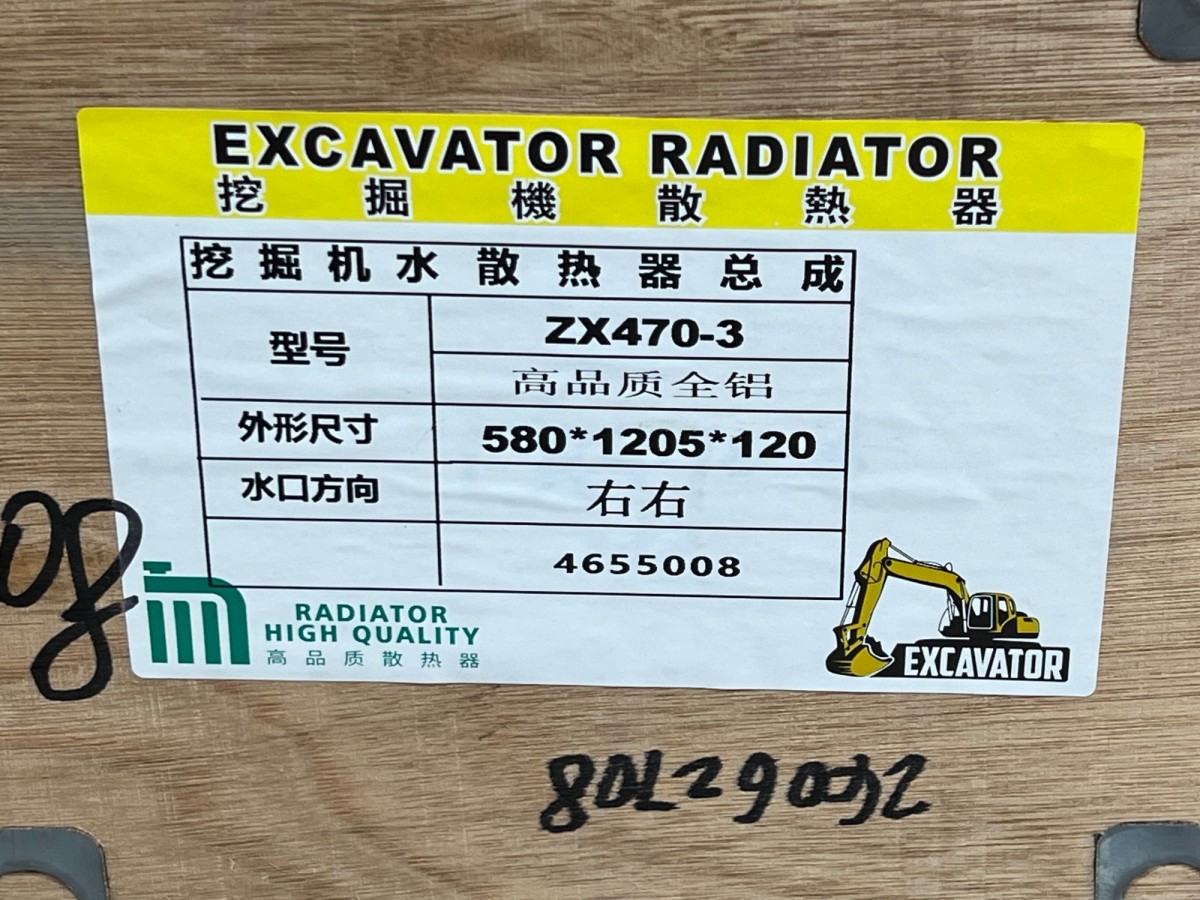 EXCAVATOR RADIATOR
挖掘機散熱器
挖掘机水散热器总成
型号
ZX470-3
高品质全铝
外形尺寸
580*1205*120
水口方向
右右
4655008
RADIATOR
HIGH QUALITY
高品质散热器
EXCAVATOR